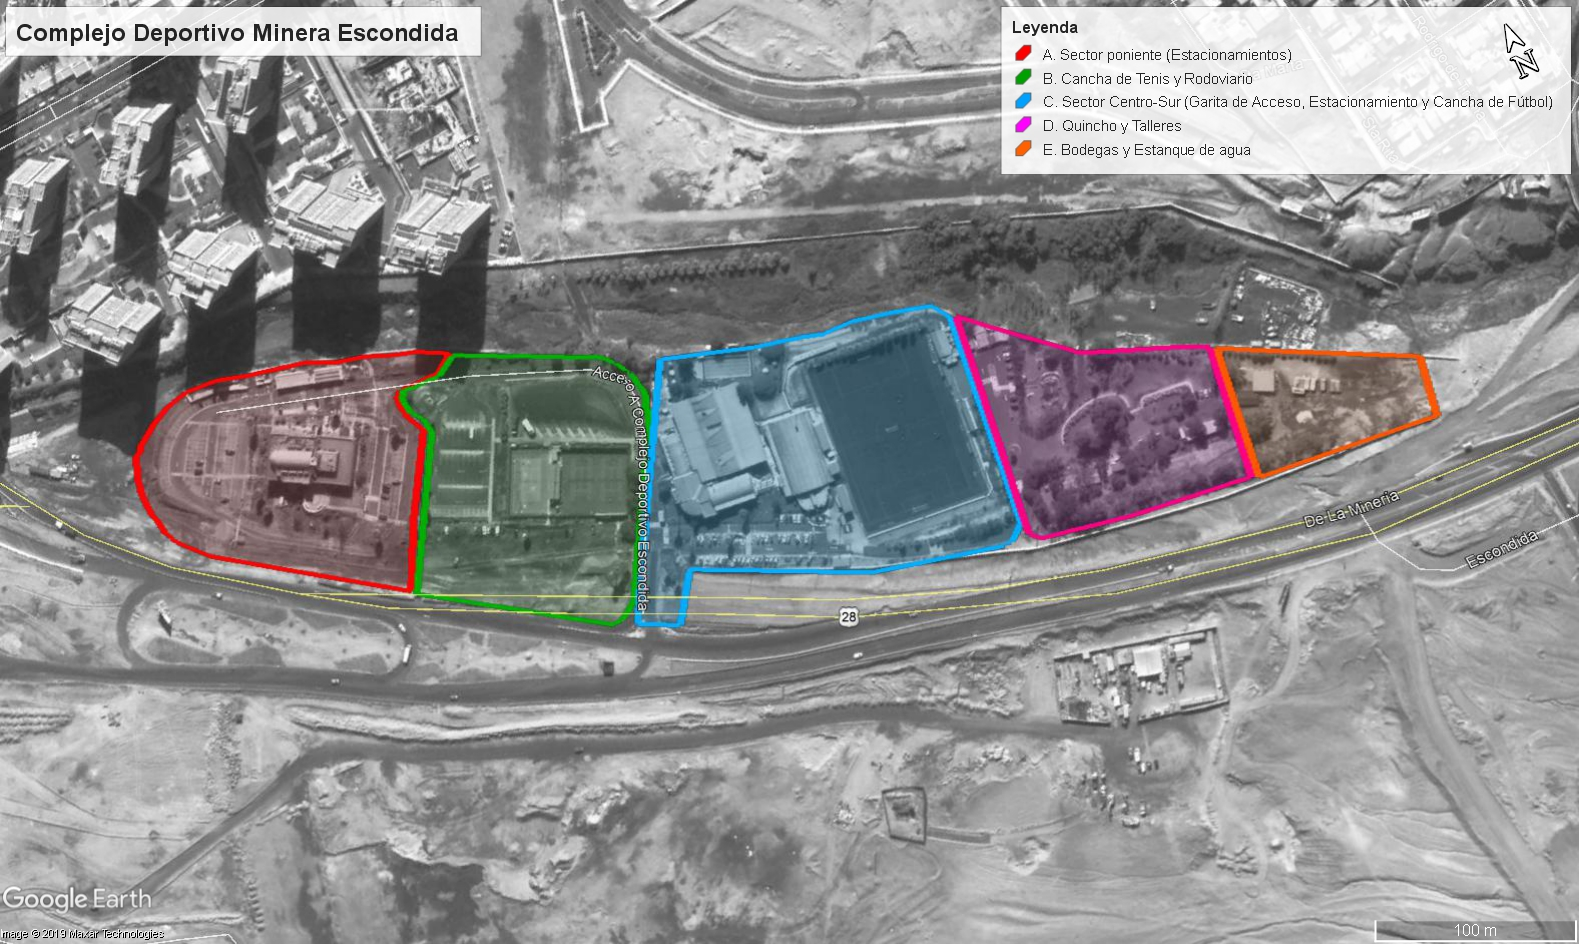 Complejo Deportivo Minera Escondida
Leyenda
A. Sector poniente (Estacionamientos)
B. Cancha de Tenis y Rodoviario
C. Sector Centro-Sur (Garita de Acceso, Estacionamiento y Cancha de Fútbol)
D. Quincho y Talleres
E. Bodegas y Estanque de agua
N
Acceso A Complejo Deportivo Escondida
De La Mineria
Escondida
28
Google Earth
mage © 2019 Maxar Technologies
100 m